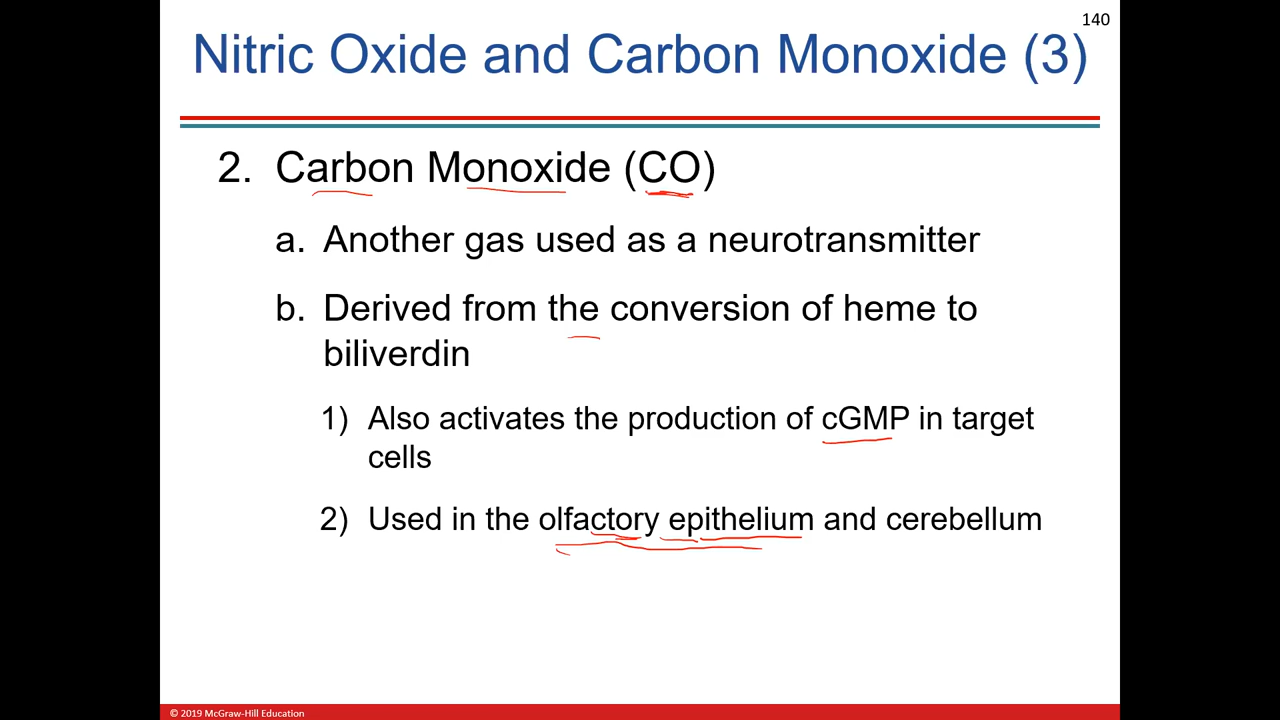 140
Nitric Oxide and Carbon Monoxide (3)
2. Carbon Monoxide (CO)
a. Another gas used as a neurotransmitter
b. Derived from the conversion of heme to
biliverdin
1) Also activates the production of cGMP in target
cells
2) Used in the olfactory epithelium and cerebellum
© 2019 McGraw-Hill Education